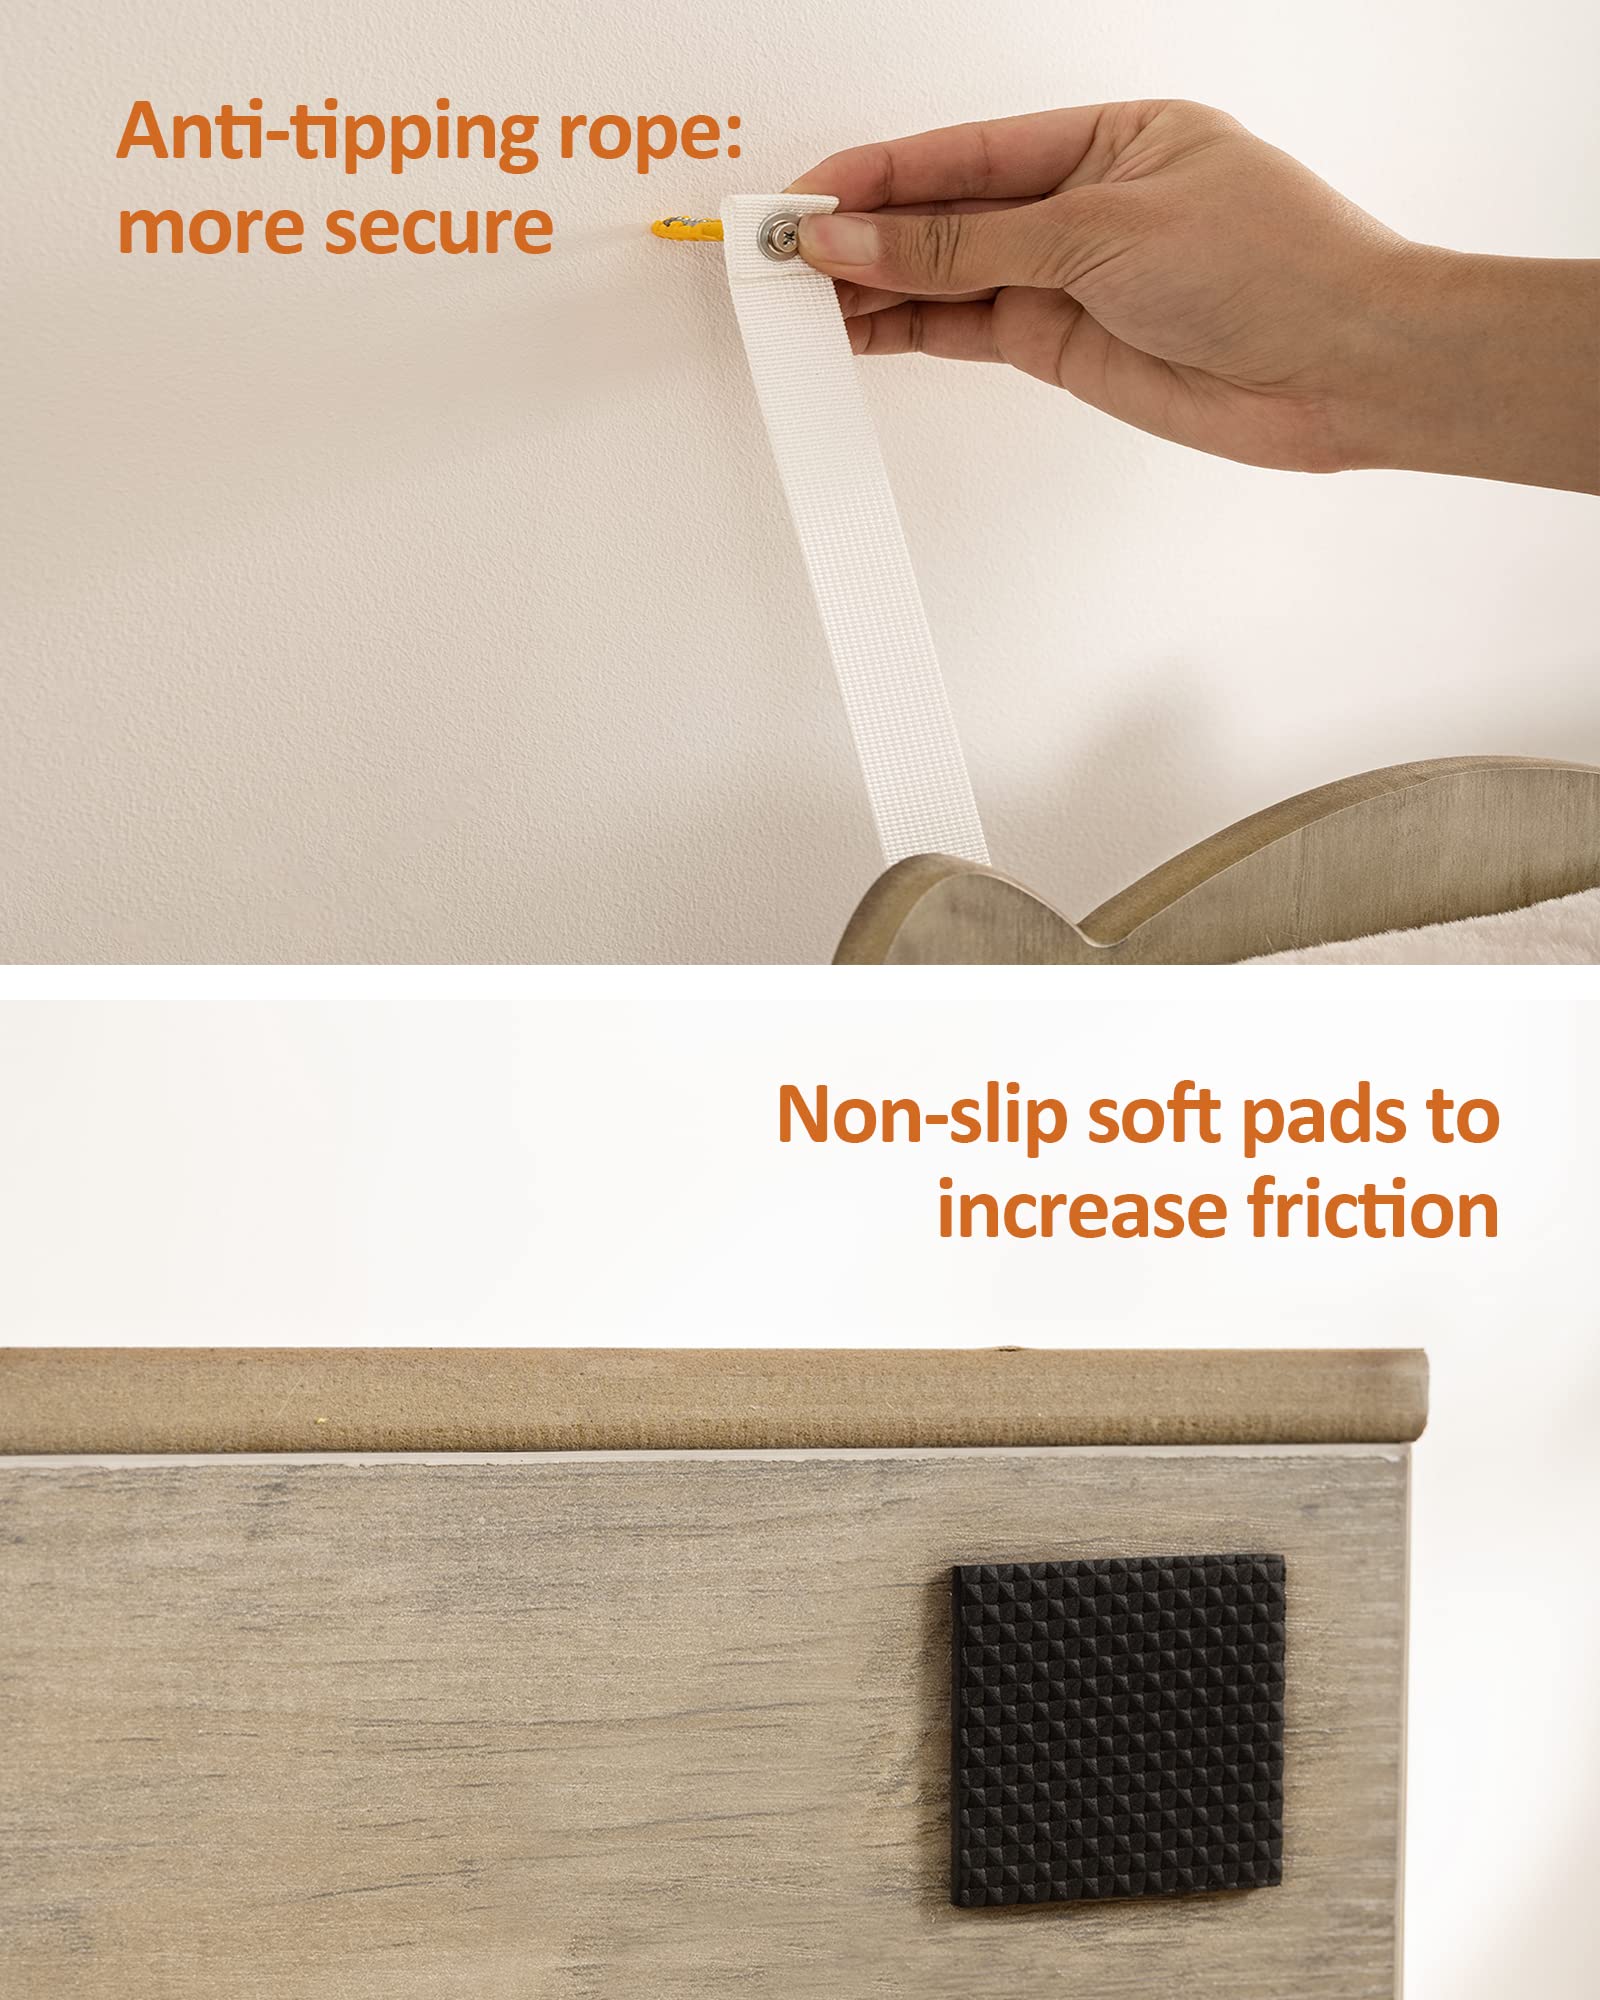 Anti-tipping rope:
more secure
Non-slip soft pads to
increase friction